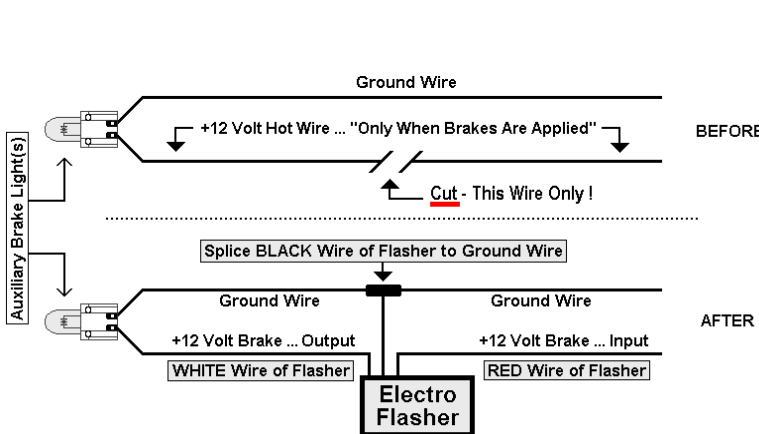 Ground Wire
+12 Volt Hot Wire ... "Only When Brakes Are Applied"
BEFORE
Cut - This Wire Only !
Auxiliary Brake Light(s)
Splice BLACK Wire of Flasher to Ground Wire
Ground Wire
Ground Wire
AFTER
+12 Volt Brake ... Output
+12 Volt Brake ... Input
WHITE Wire of Flasher
RED Wire of Flasher
Electro
Flasher